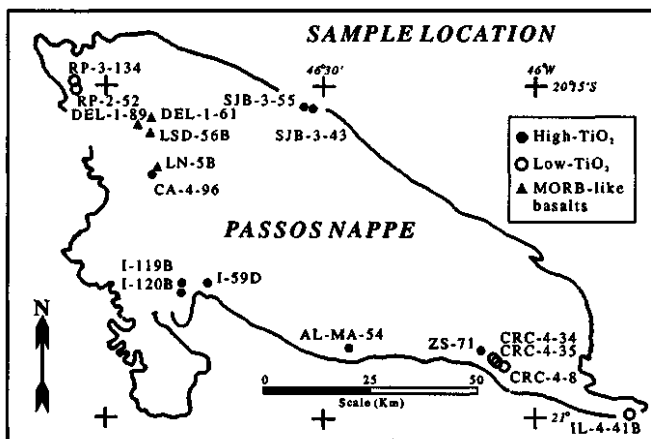 SAMPLE LOCATION
RP-3-134
46°30'
46°W
20°15'S
RP-2-52
SJB-3-55
DEL-1-89
DEL-1-61
SJB-3-43
LSD-56B
High-TiO₂
Low-TiO₂
MORB-like
basalts
LN-5B
CA-4-96
PASSOS NAPPE
I-119B
I-59D
I-120B
N
AL-MA-54
ZS-71
CRC-4-34
CRC-4-35
CRC-4-8
0 25 50
Scale (Km)
21°
IL-4-41B